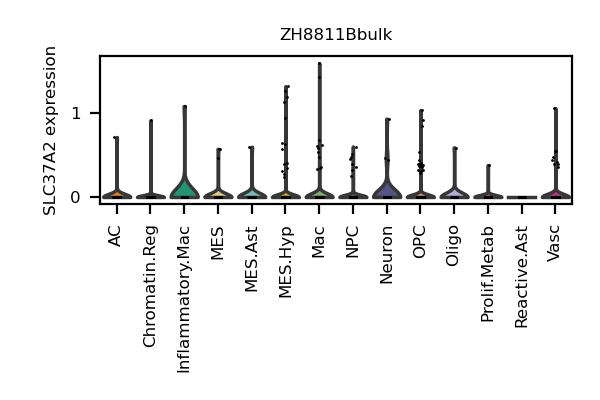 ZH8811Bbulk
SLC37A2 expression
1
0
AC
Chromatin.Reg
Inflammatory.Mac
MES
MES.Ast
MES.Hyp
Mac
NPC
Neuron
OPC
Oligo
Prolif.Metab
Reactive.Ast
Vasc